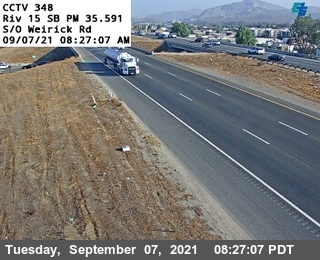 CCTV 348
Riv 15 SB PM 35.591
S/O Weirick Rd
09/07/21 08:27:07 AM
Tuesday, September 07, 2021 08:27:07 PDT